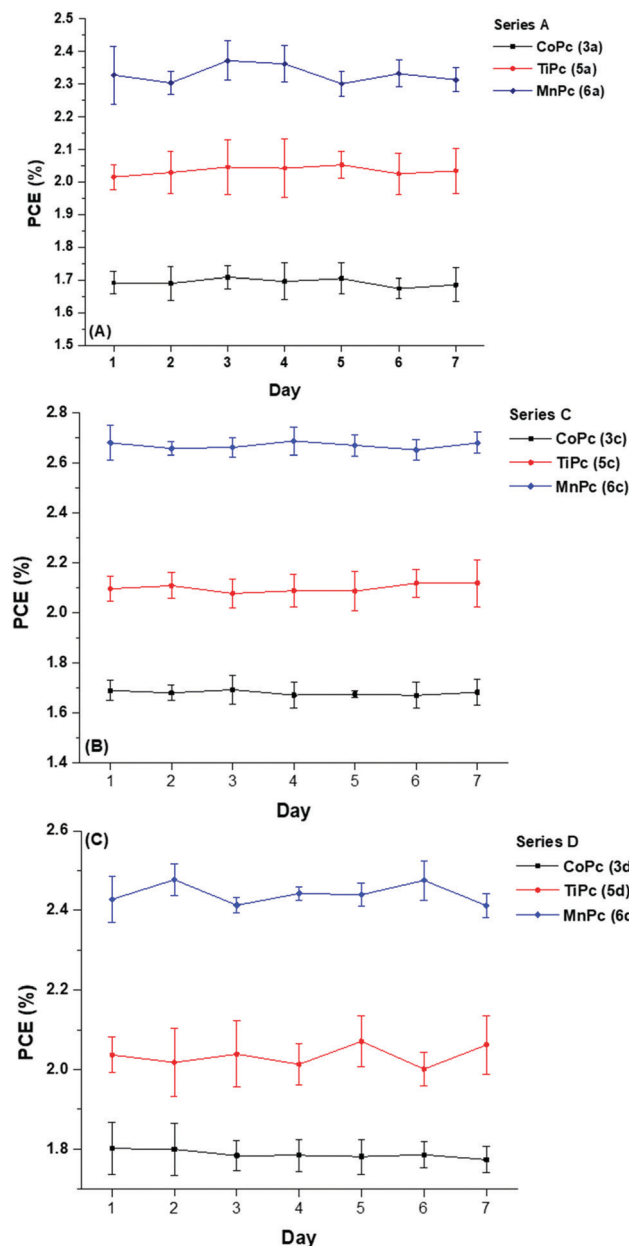 Series A
CoPc (3a)
TiPc (5a)
MnPc (6a)
2.5
2.4
2.3
2.2
2.1
2.0
1.9
1.8
1.7
1.6
1.5
PCE (%)
(A)
1 2 3 4 5 6 7
Day
Series C
CoPc (3c)
TiPc (5c)
MnPc (6c)
2.8
2.6
2.4
2.2
2.0
1.8
1.6
1.4
PCE (%)
(B)
1 2 3 4 5 6 7
Day
(C)
Series D
CoPc (3d
TiPc (5d)
MnPc (6d
2.6
2.4
2.2
2.0
1.8
PCE (%)
1 2 3 4 5 6 7
Day